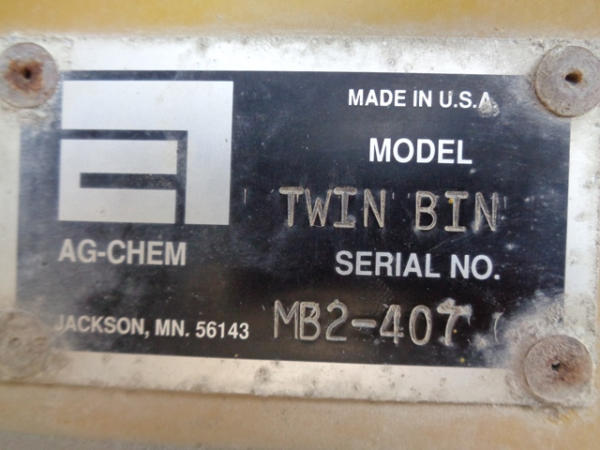 MADE IN U.S.A.
MODEL
TWIN BIN
AG-CHEM
SERIAL NO.
JACKSON, MN. 56143
MB2-407